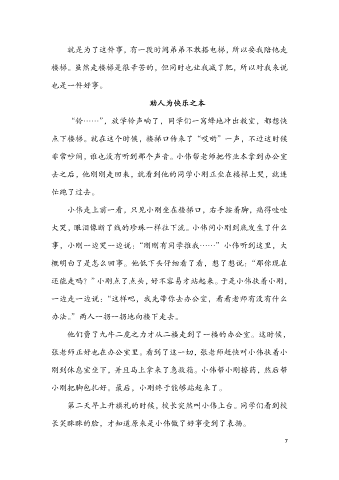 就是为了这件事，有一段时间弟弟不敢搭电梯，所以要我陪他走
楼梯。虽然走楼梯是很辛苦的，但同时也让我减了肥，所以对我来说
也是一件好事。
助人为快乐之本
“铃……”，放学铃声响了，同学们一窝蜂地冲出教室，都想快
点下楼梯。就在这个时候，楼梯口传来了“哎哟”一声，不过这时候
非常吵闹，谁也没有听到那个声音。小伟帮老师把作业本拿到办公室
去之后，他刚刚走回来，就看到他的同学小刚正坐在楼梯上哭，就连
忙跑了过去。
小伟走上前一看，只见小刚坐在楼梯口，右手按着脚，痛得哇哇
大哭，眼泪像断了线的珍珠一样往下流。小伟问小刚到底发生了什么
事，小刚一边哭一边说：“刚刚有同学推我……”小伟听到这里，大
概明白了是怎么回事。他低下头仔细看了看，想了想说：“那你现在
还能走吗？”小刚点了点头，好不容易才站起来。于是小伟扶着小刚，
一边走一边说：“这样吧，我先带你去办公室，看看老师有没有什么
办法。”两人一拐一拐地向楼下走去。
他们费了九牛二虎之力才从二楼走到了一楼的办公室。这时候，
张老师正好也在办公室里，看到了这一切，张老师赶快叫小伟扶着小
刚到休息室坐下，并且马上拿来了急救箱。小伟帮小刚擦药，然后帮
小刚把脚包扎好。最后，小刚终于能够站起来了。
第二天早上升旗礼的时候，校长突然叫小伟上台。同学们看到校
长笑眯眯的脸，才知道原来是小伟做了好事受到了表扬。
7